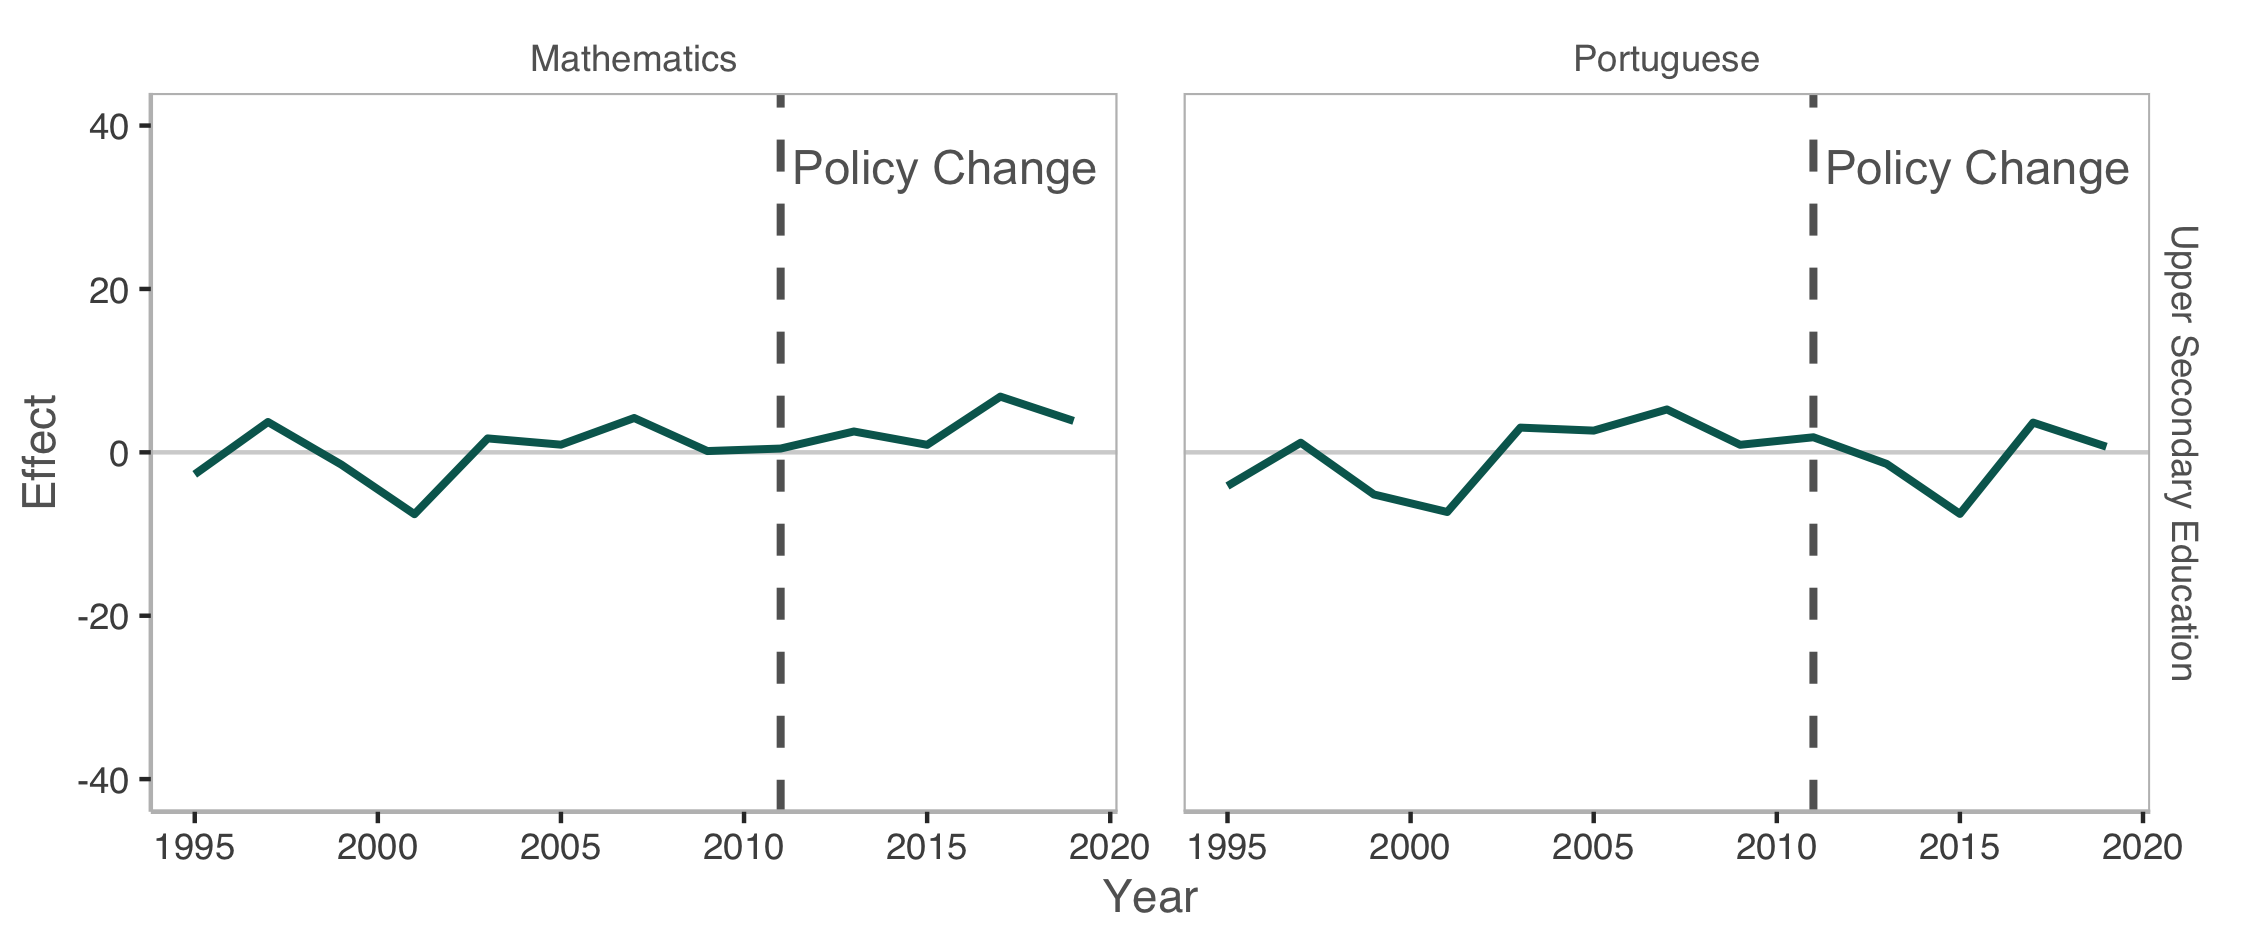 Mathematics
Portuguese
40
20
0
-20
-40
Effect
Policy Change
Policy Change
Upper Secondary Education
1995 2000 2005 2010 2015 2020
1995 2000 2005 2010 2015 2020
Year